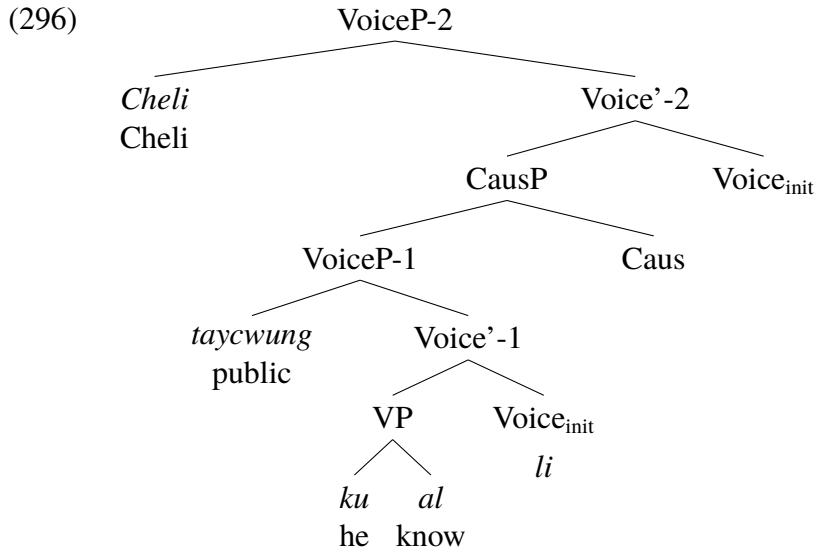 (296) VoiceP-2
Cheli Voice’-2
Cheli
CausP Voiceinit
VoiceP-1 Caus
taycwung Voice’-1
public
VP Voiceinit
li
ku al
he know